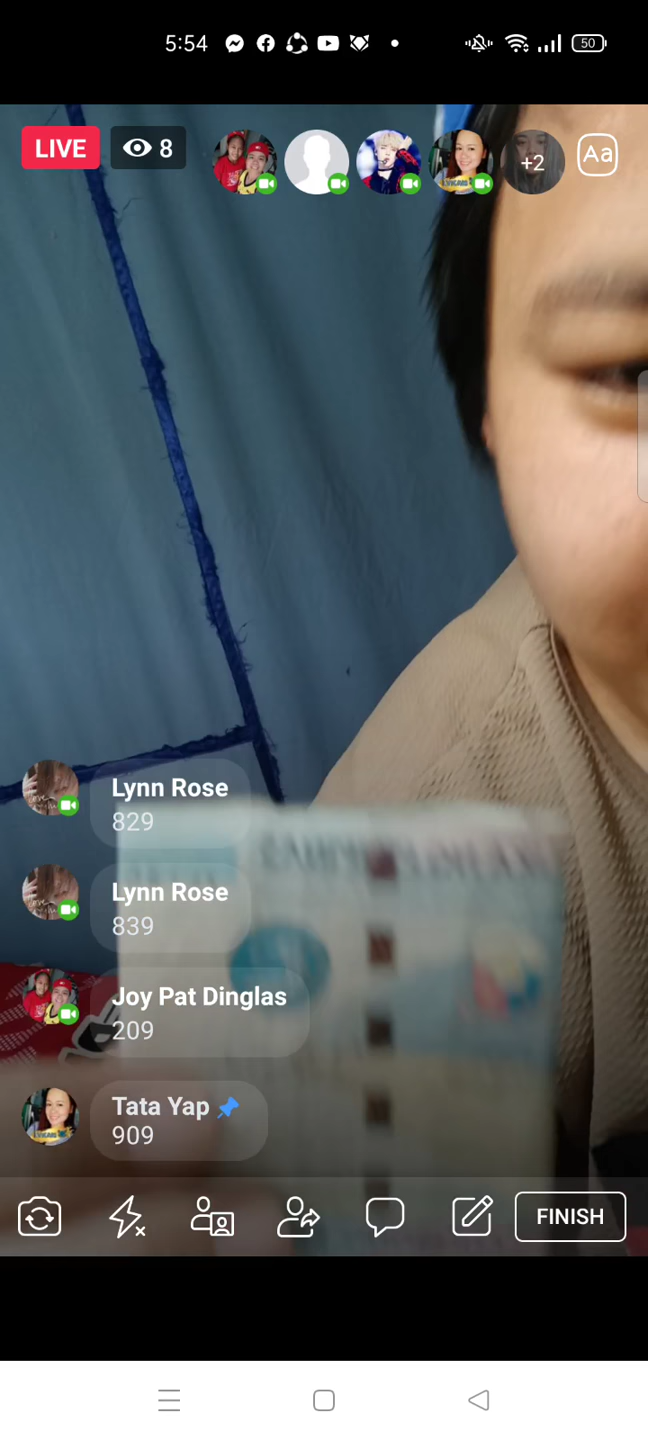 5:54
50
LIVE
8
+2
Aa
Lynn Rose
829
Lynn Rose
839
Joy Pat Dinglas
209
Tata Yap
909
FINISH